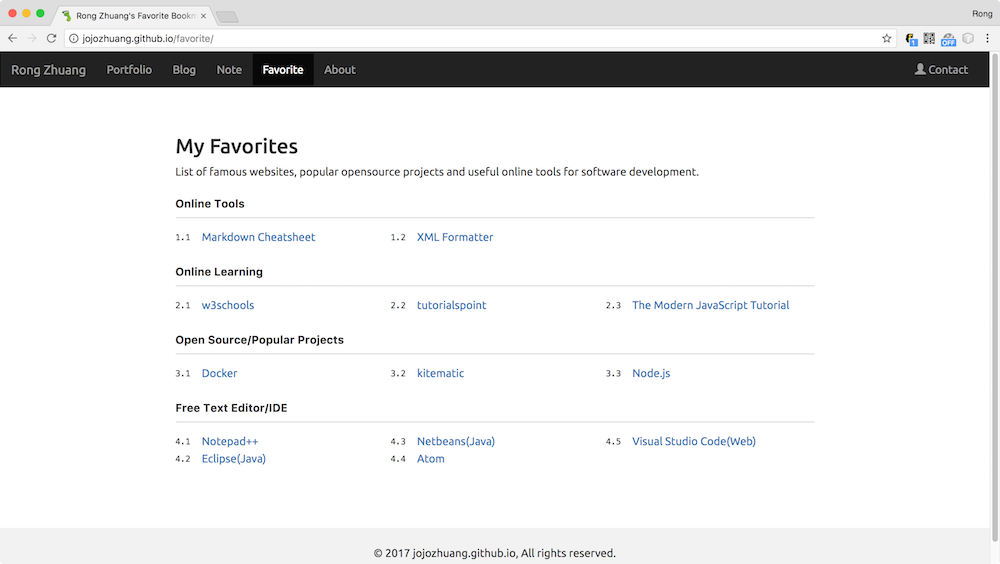 Rong Zhuang's Favorite Bookm
Rong
jojozhuang.github.io/favorite/
1
OFF
Rong Zhuang Portfolio Blog Note Favorite About Contact
My Favorites
List of famous websites, popular opensource projects and useful online tools for software development.
Online Tools
1.1 Markdown Cheatsheet 1.2 XML Formatter
Online Learning
2.1 w3schools 2.2 tutorialspoint 2.3 The Modern JavaScript Tutorial
Open Source/Popular Projects
3.1 Docker 3.2 kitematic 3.3 Node.js
Free Text Editor/IDE
4.1 Notepad++ 4.3 Netbeans(Java) 4.5 Visual Studio Code(Web)
4.2 Eclipse(Java) 4.4 Atom
© 2017 jojozhuang.github.io, All rights reserved.